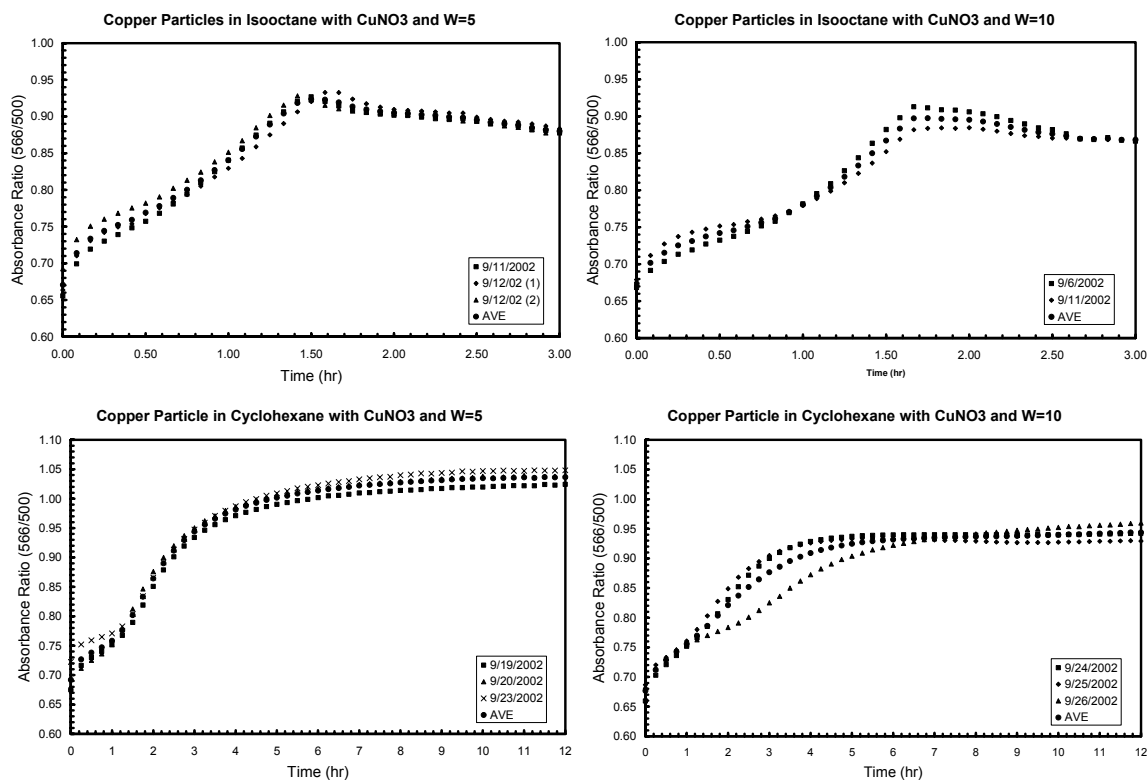 Copper Particles in Isooctane with CuNO3 and W=5
1.00
0.95
0.90
0.85
0.80
0.75
0.70
0.65
0.60
Absorbance Ratio (566/500)
0.00 0.50 1.00 1.50 2.00 2.50 3.00
Time (hr)
9/11/2002
9/12/02 (1)
9/12/02 (2)
AVE
Copper Particles in Isooctane with CuNO3 and W=10
1.00
0.95
0.90
0.85
0.80
0.75
0.70
0.65
0.60
Absorbance Ratio (566/500)
0.00 0.50 1.00 1.50 2.00 2.50 3.00
Time (hr)
9/6/2002
9/11/2002
AVE
Copper Particle in Cyclohexane with CuNO3 and W=5
1.10
1.05
1.00
0.95
0.90
0.85
0.80
0.75
0.70
0.65
0.60
Absorbance Ratio (566/500)
0 1 2 3 4 5 6 7 8 9 10 11 12
Time (hr)
9/19/2002
9/20/2002
9/23/2002
AVE
Copper Particle in Cyclohexane with CuNO3 and W=10
1.10
1.05
1.00
0.95
0.90
0.85
0.80
0.75
0.70
0.65
0.60
Absorbance Ratio (566/500)
0 1 2 3 4 5 6 7 8 9 10 11 12
Time (hr)
9/24/2002
9/25/2002
9/26/2002
AVE